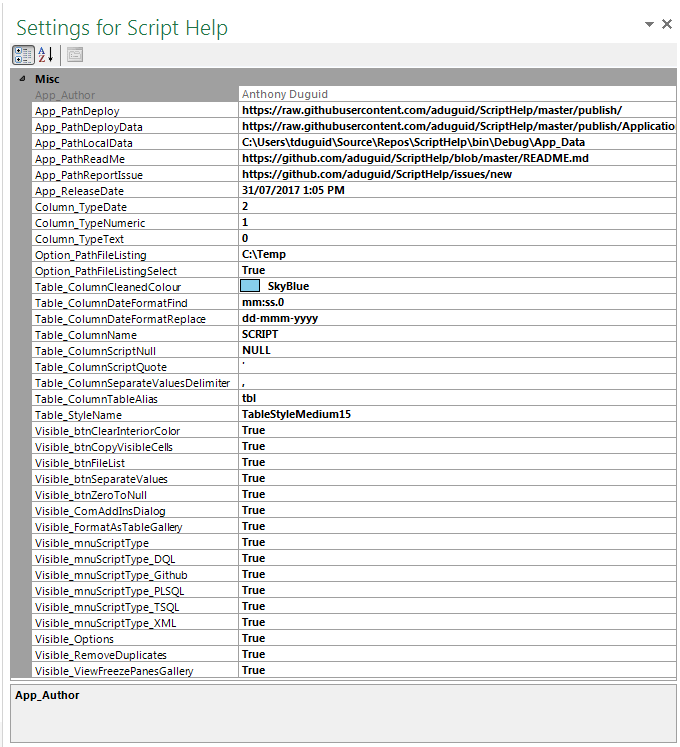 Settings for Script Help
Misc
App_Author Anthony Duguid
App_PathDeploy https://raw.githubusercontent.com/aduguid/ScriptHelp/master/publish/
App_PathDeployData https://raw.githubusercontent.com/aduguid/ScriptHelp/master/publish/Applicatio
App_PathLocalData C:\Users\tduguid\Source\Repos\ScriptHelp\bin\Debug\App_Data
App_PathReadMe https://github.com/aduguid/ScriptHelp/blob/master/README.md
App_PathReportIssue https://github.com/aduguid/ScriptHelp/issues/new
App_ReleaseDate 31/07/2017 1:05 PM
Column_TypeDate 2
Column_TypeNumeric 1
Column_TypeText 0
Option_PathFileListing C:\Temp
Option_PathFileListingSelect True
Table_ColumnCleanedColour SkyBlue
Table_ColumnDateFormatFind mm:ss.0
Table_ColumnDateFormatReplace dd-mmm-yyyy
Table_ColumnName SCRIPT
Table_ColumnScriptNull NULL
Table_ColumnScriptQuote '
Table_ColumnSeparateValuesDelimiter ,
Table_ColumnTableAlias tbl
Table_StyleName TableStyleMedium15
Visible_btnClearInteriorColor True
Visible_btnCopyVisibleCells True
Visible_btnFileList True
Visible_btnSeparateValues True
Visible_btnZeroToNull True
Visible_ComAddInsDialog True
Visible_FormatAsTableGallery True
Visible_mnuScriptType True
Visible_mnuScriptType_DQL True
Visible_mnuScriptType_Github True
Visible_mnuScriptType_PLSQL True
Visible_mnuScriptType_TSQL True
Visible_mnuScriptType_XML True
Visible_Options True
Visible_RemoveDuplicates True
Visible_ViewFreezePanesGallery True
App_Author